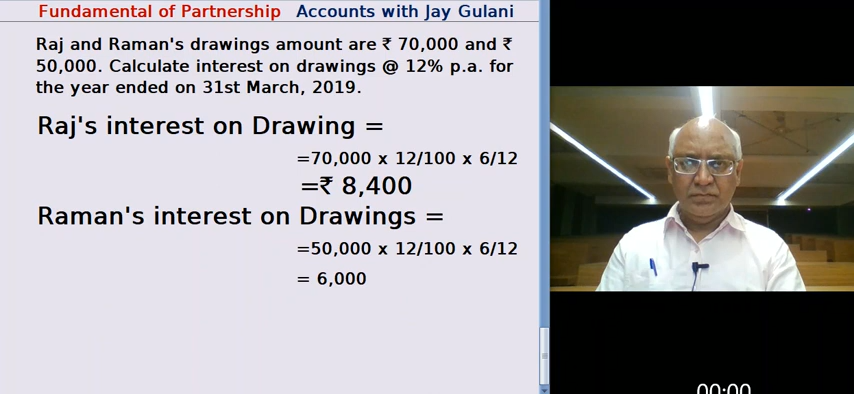 Fundamental of Partnership Accounts with Jay Gulani
Raj and Raman's drawings amount are ₹ 70,000 and ₹
50,000. Calculate interest on drawings @ 12% p.a. for
the year ended on 31st March, 2019.
Raj's interest on Drawing =
=70,000 x 12/100 x 6/12
=₹ 8,400
Raman's interest on Drawings =
=50,000 x 12/100 x 6/12
= 6,000
00:00